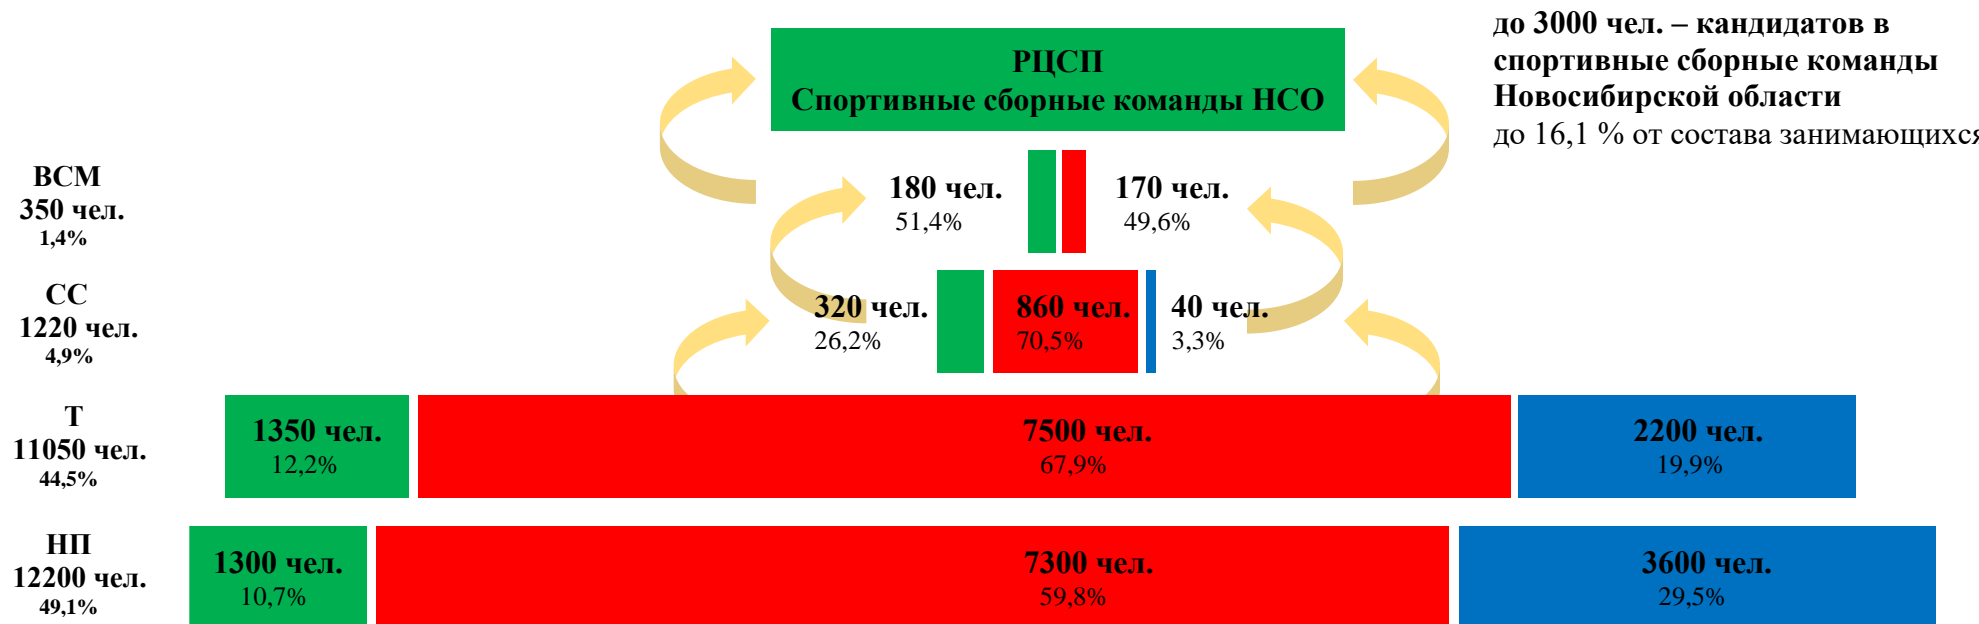 до 3000 чел. – кандидатов в
спортивные сборные команды
Новосибирской области
до 16,1 % от состава занимающихся
РЦСП
Спортивные сборные команды НСО
ВСМ
350 чел.
1,4%
180 чел.
51,4%
170 чел.
49,6%
СС
1220 чел.
4,9%
320 чел.
26,2%
860 чел.
70,5%
40 чел.
3,3%
Т
11050 чел.
44,5%
1350 чел.
12,2%
7500 чел.
67,9%
2200 чел.
19,9%
НП
12200 чел.
49,1%
1300 чел.
10,7%
7300 чел.
59,8%
3600 чел.
29,5%